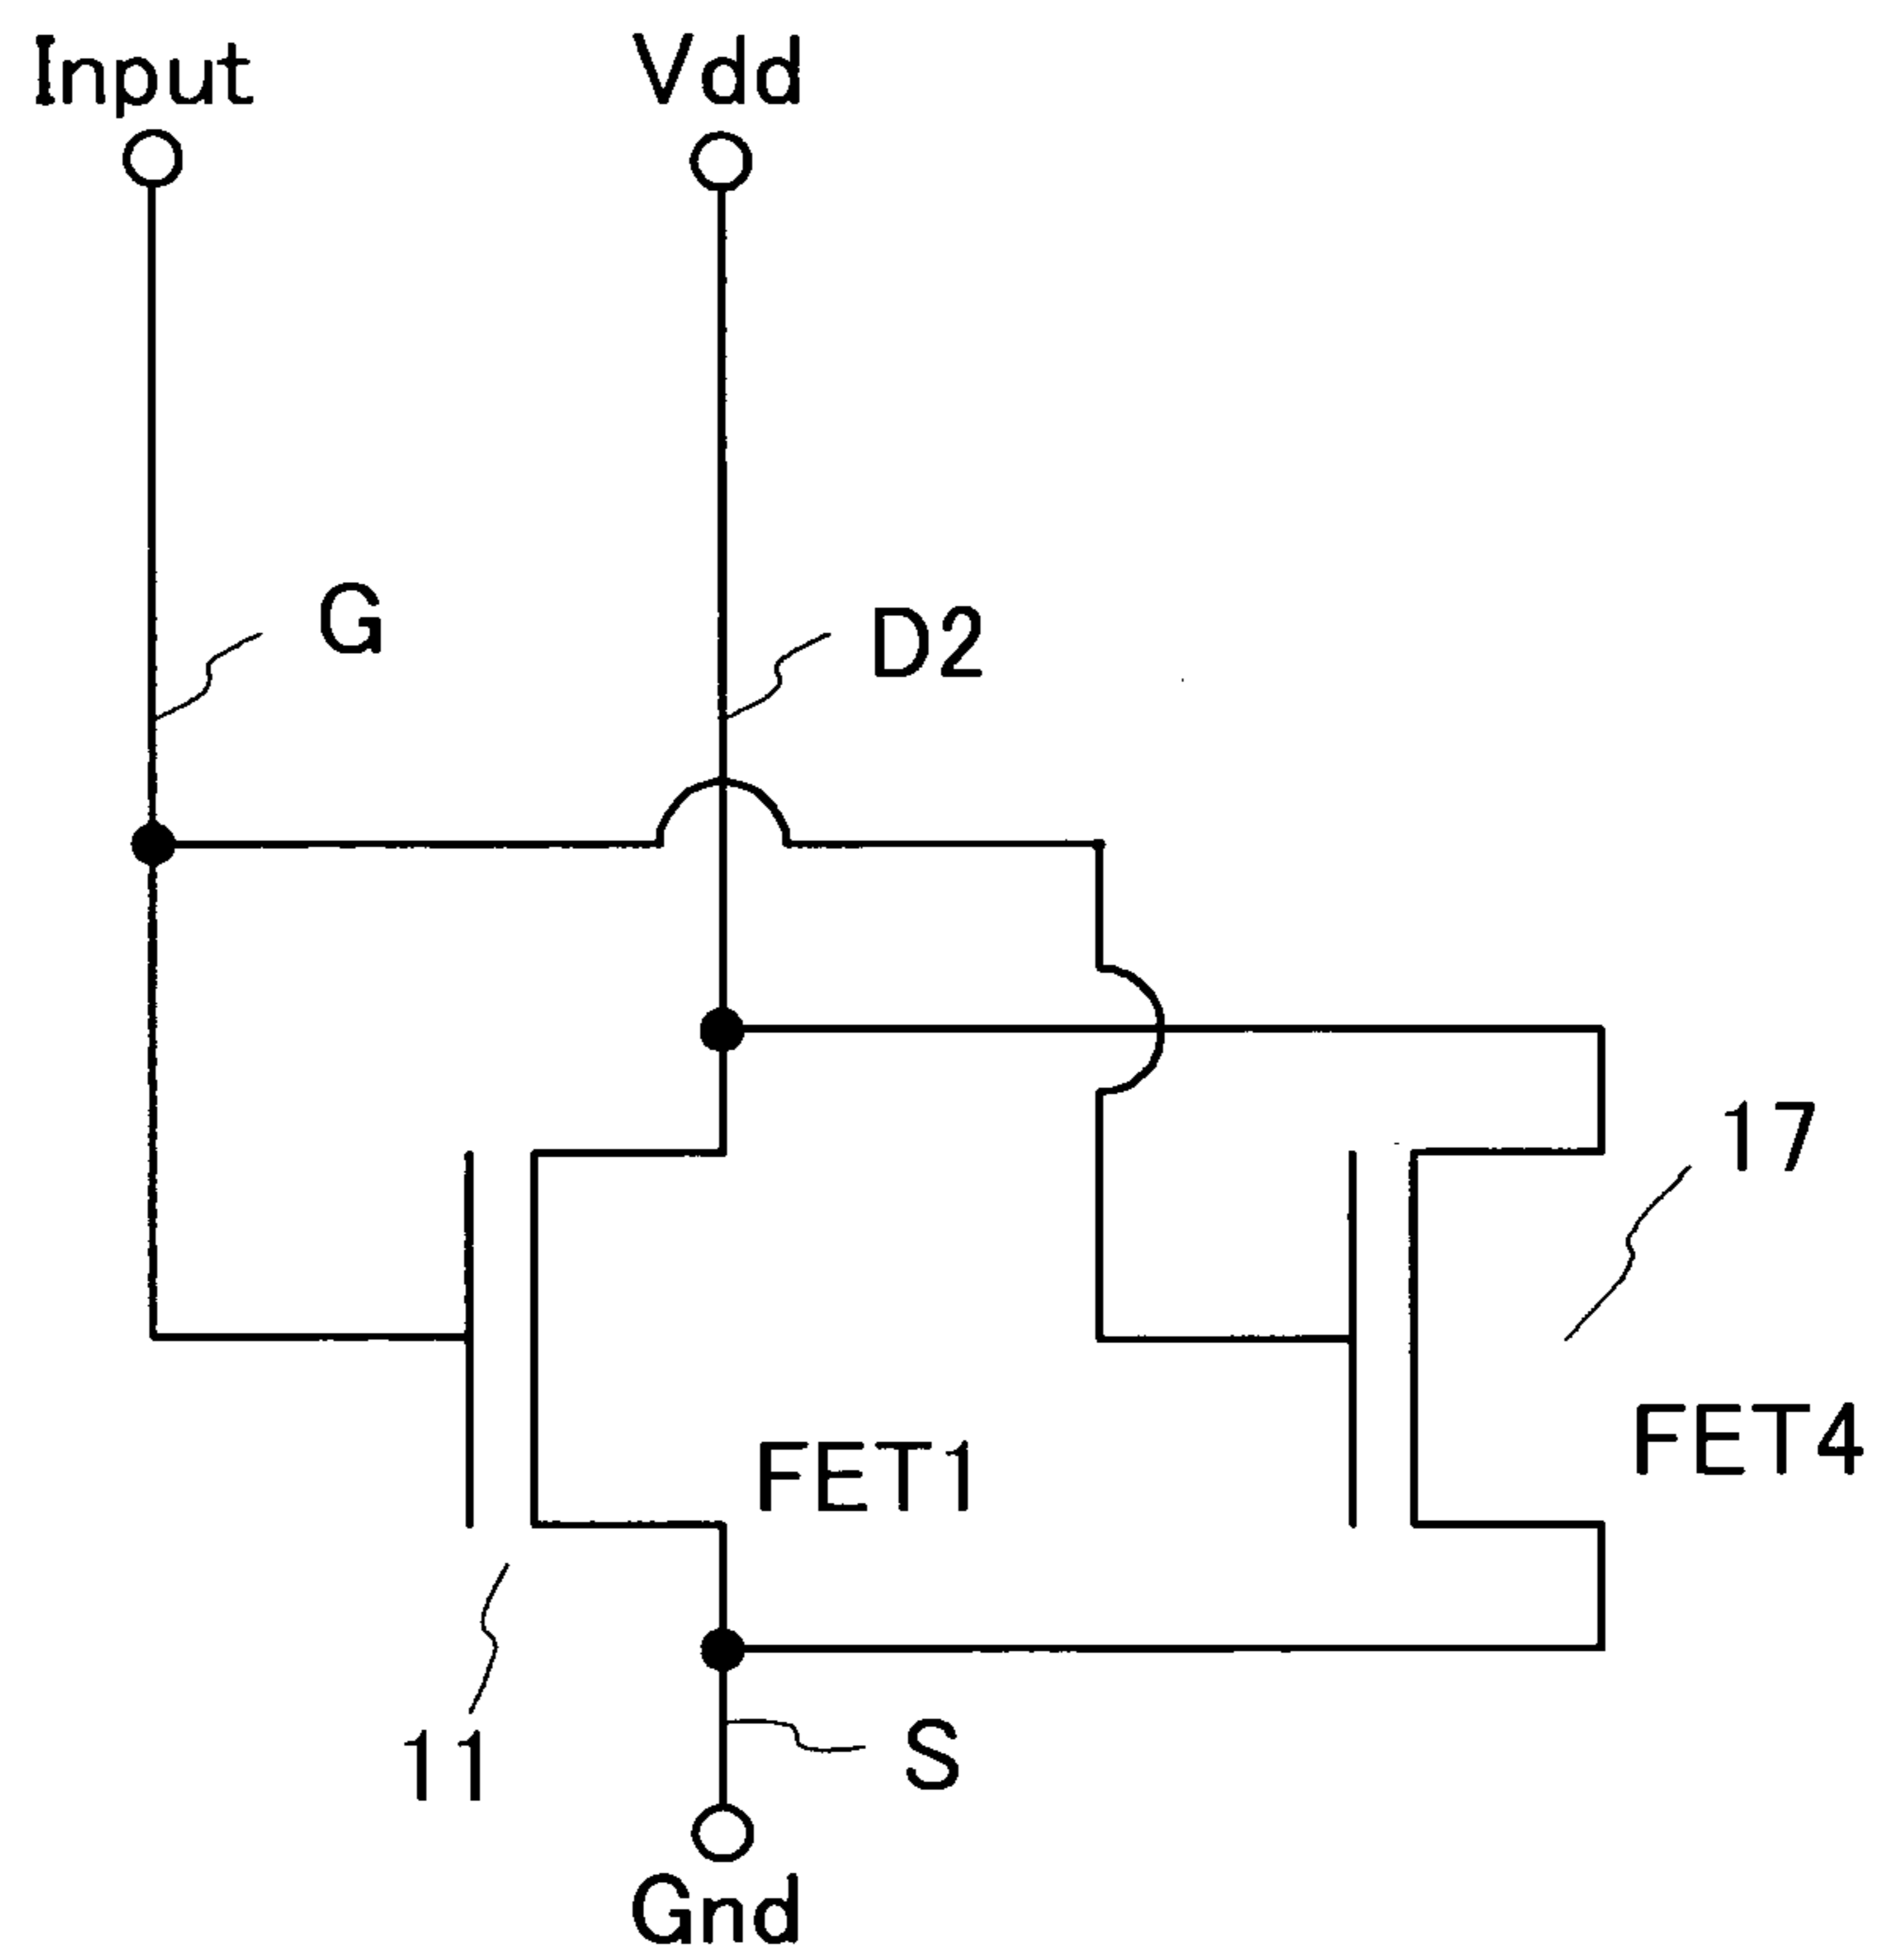 Input
Vdd
G
D2
17
FET4
FET1
11
S
Gnd